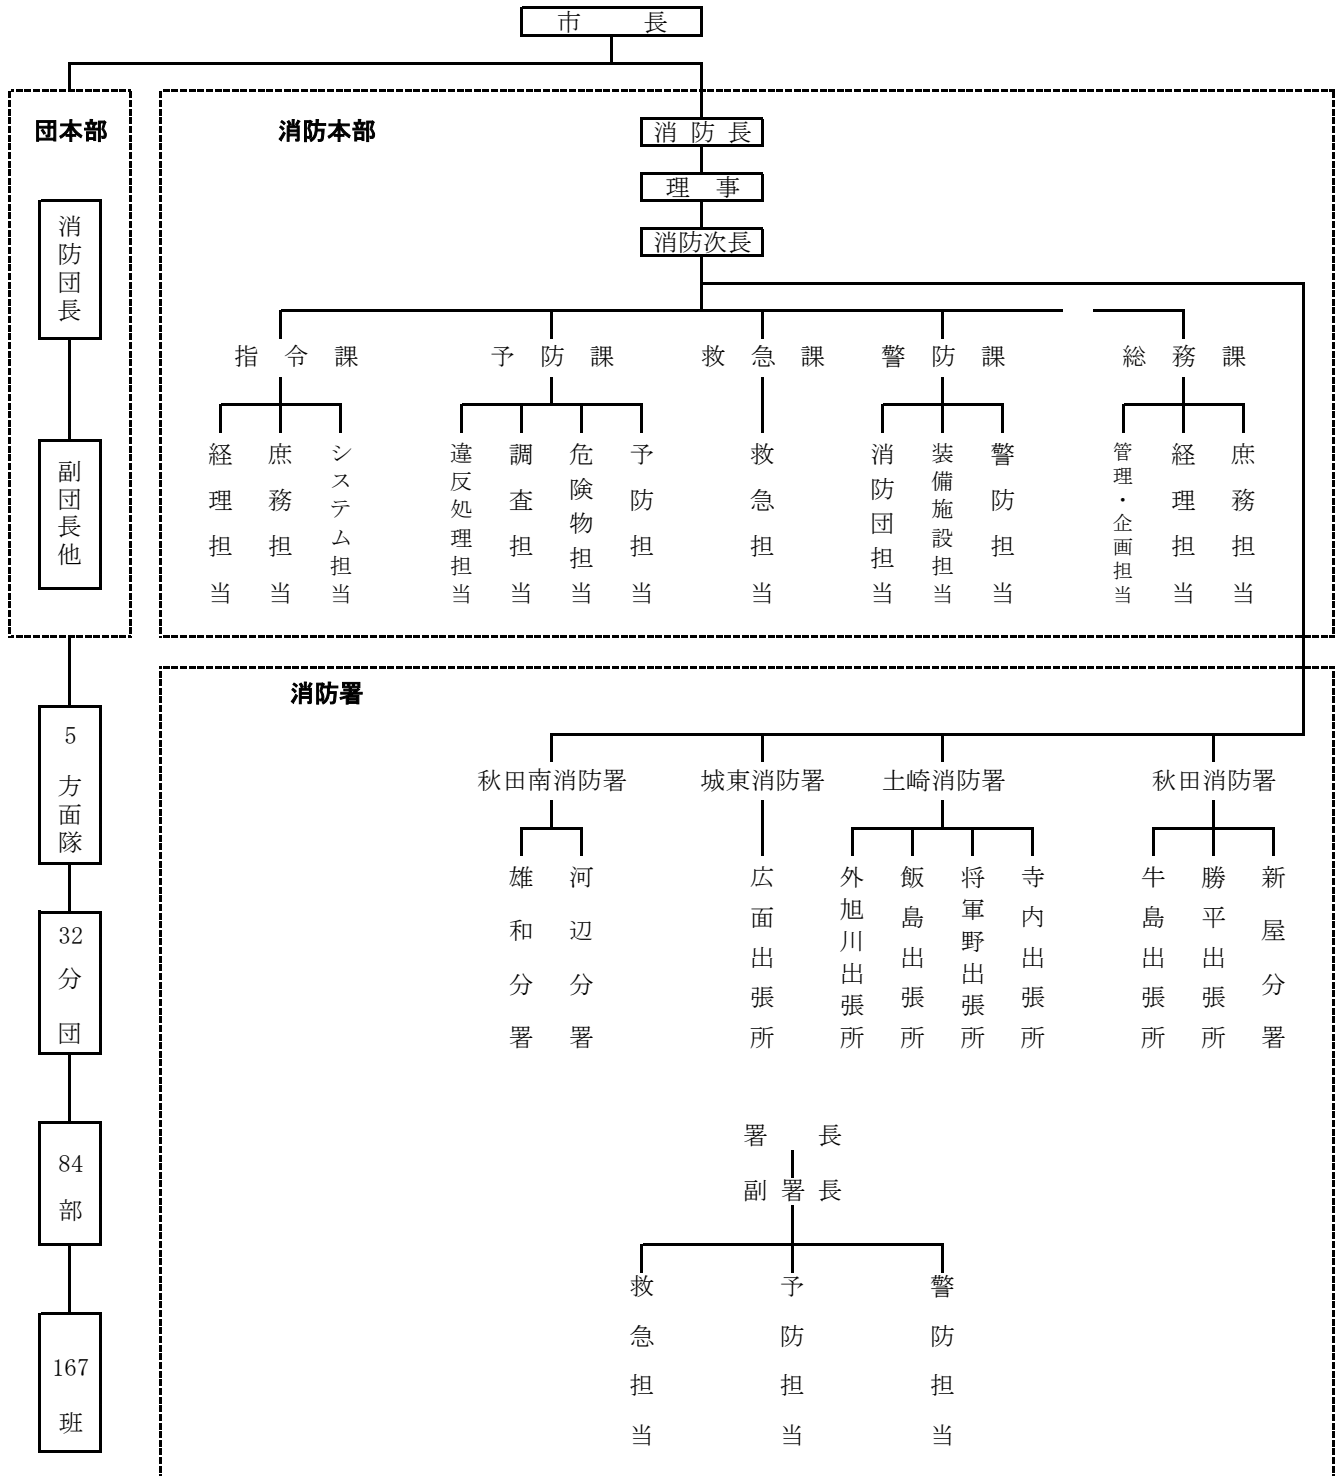 市長
団本部
消防本部
消防長
理事
消防次長
消防団長
副団長他
指令課
予防課
救急課
警防課
総務課
経理担当
庶務担当
システム担当
違反処理担当
調査担当
危険物担当
予防担当
救急担当
消防団担当
装備施設担当
警防担当
管理・企画担当
経理担当
庶務担当
消防署
5方面隊
32分団
84部
167班
秋田南消防署
城東消防署
土崎消防署
秋田消防署
雄和分署
河辺分署
広面出張所
外旭川出張所
飯島出張所
将軍野出張所
寺内出張所
牛島出張所
勝平出張所
新屋分署
署長
副署長
救急担当
予防担当
警防担当